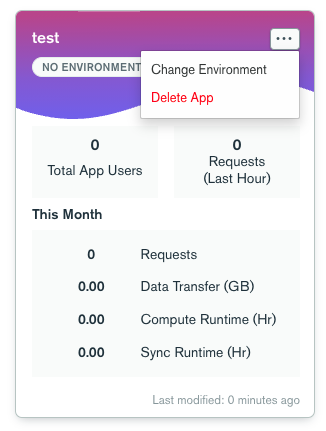 test
...
NO ENVIRONMENT
Change Environment
Delete App
0
Total App Users
0
Requests
(Last Hour)
This Month
0 Requests
0.00 Data Transfer (GB)
0.00 Compute Runtime (Hr)
0.00 Sync Runtime (Hr)
Last modified: 0 minutes ago